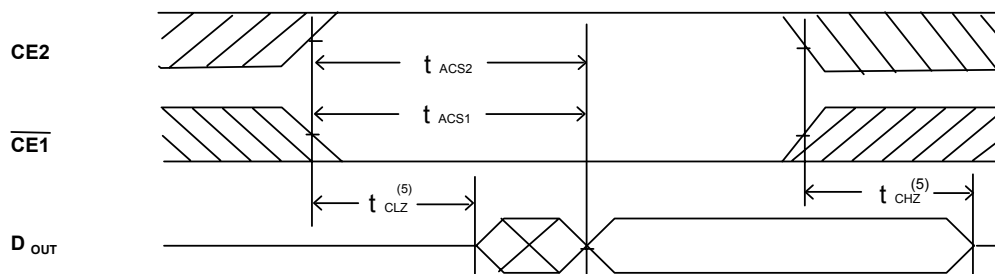 CE2
t ACS2
t ACS1
CE1
t CLZ (5)
t CHZ (5)
D OUT